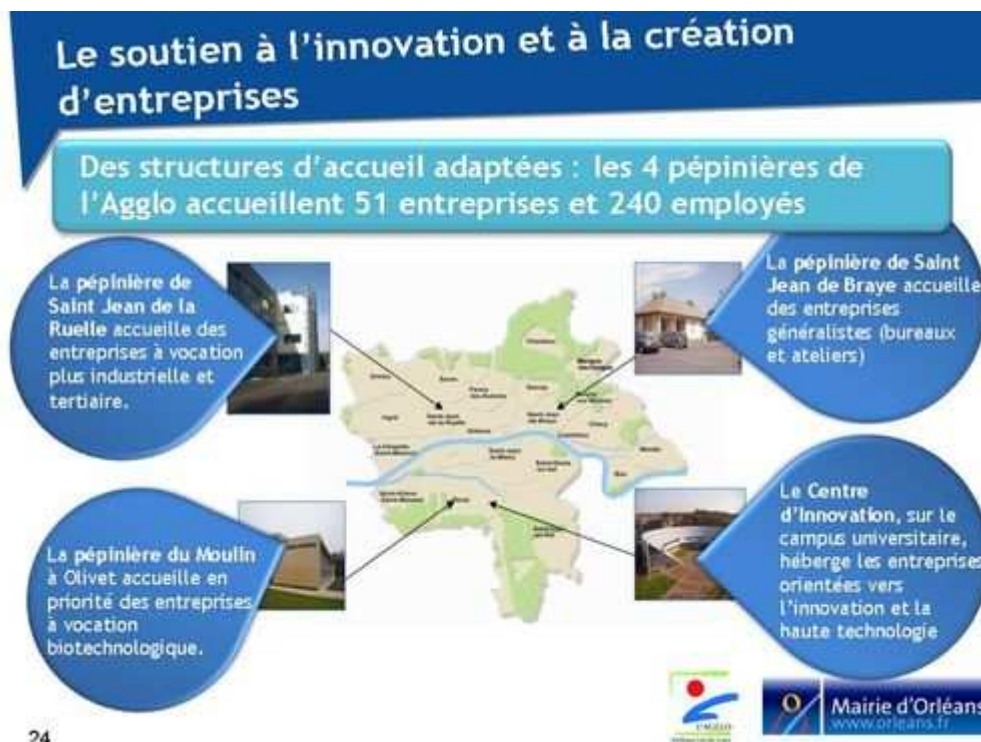 Le soutien à l'innovation et à la création
d'entreprises
Des structures d'accueil adaptées : les 4 pépinières de
l'Agglo accueillent 51 entreprises et 240 employés
La pépinière de
Saint Jean de la
Ruelle accueille des
entreprises à vocation
plus industrielle et
tertiaire.
La pépinière de Saint
Jean de Braye accueille
des entreprises
généralistes (bureaux
et ateliers)
La pépinière du Moulin
à Olivet accueille en
priorité des entreprises
à vocation
biotechnologique.
Le Centre
d'Innovation, sur le
campus universitaire,
héberge les entreprises
orientées vers
l'innovation et la
haute technologie
L'AGGLO
Mairie d'Orléans
www.orleans.fr
24